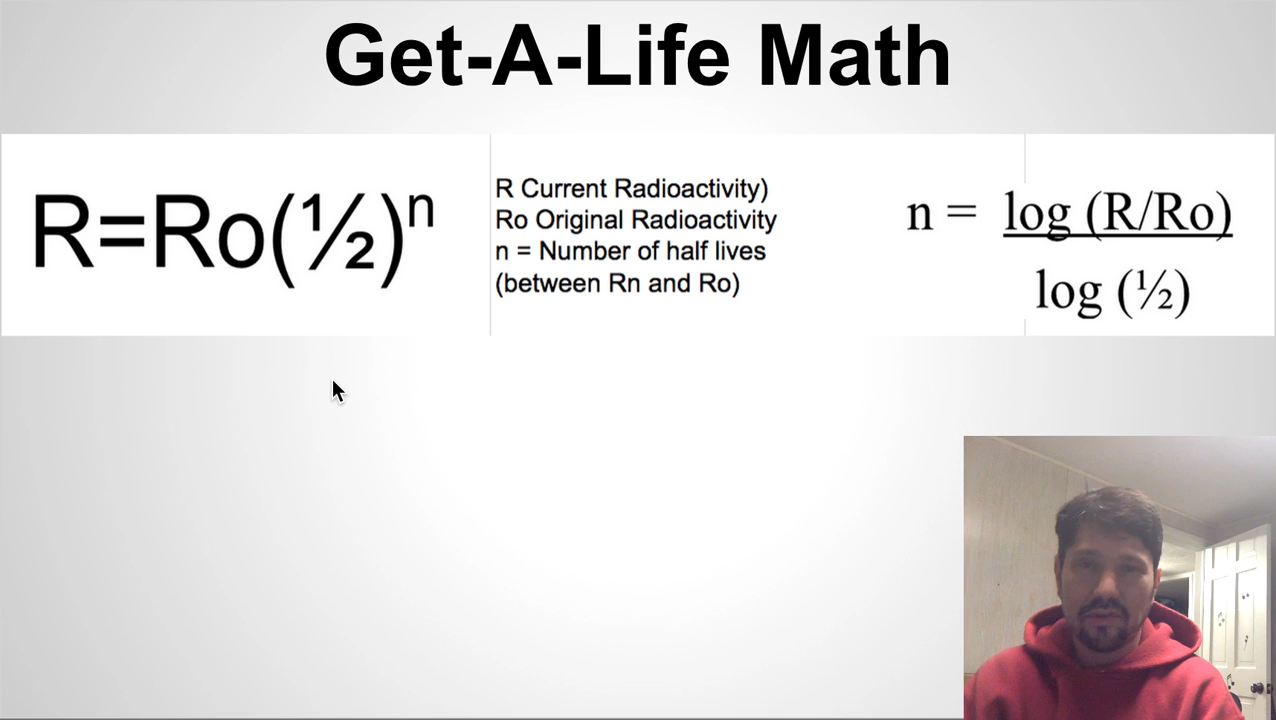 Get-A-Life Math
R=Ro(½)ⁿ
R Current Radioactivity)
Ro Original Radioactivity
n = Number of half lives
(between Rn and Ro)
n = log (R/Ro)
log (½)